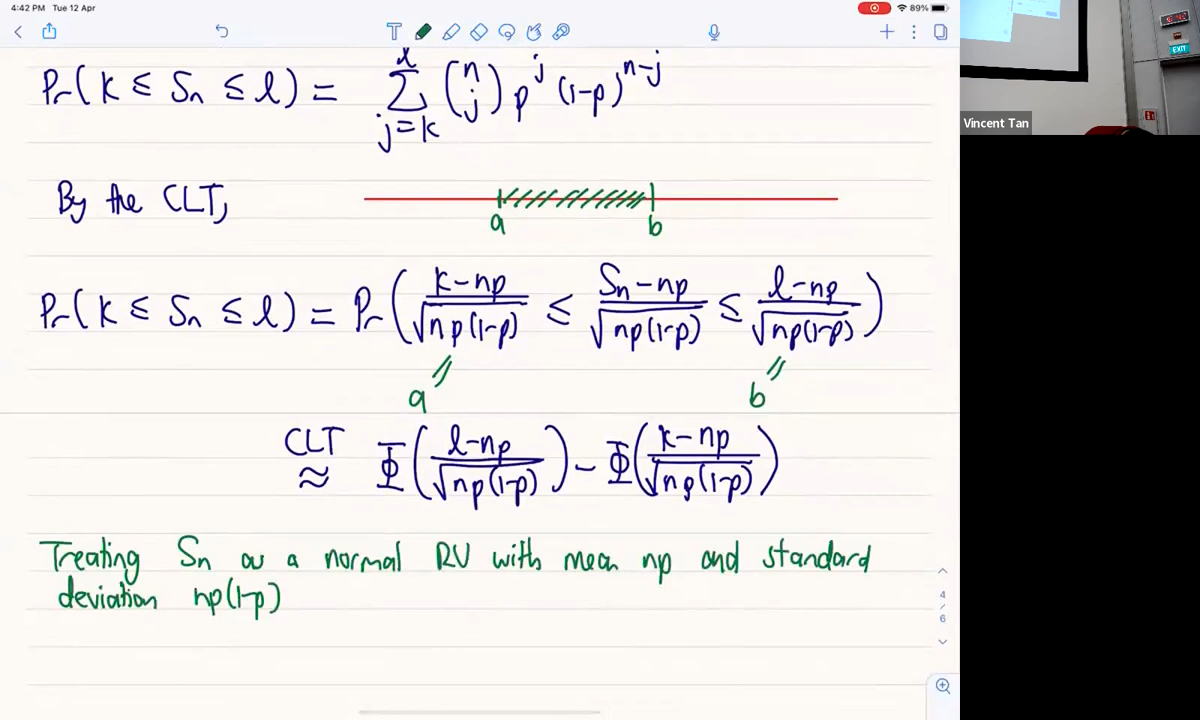 4:42 PM Tue 12 Apr
89%
Pr(k ≤ Sn ≤ l) = ∑_{j=k}^{l} (n j) p^j (1-p)^{n-j}
By the CLT,
a b
Pr(k ≤ Sn ≤ l) = Pr( (k-np)/√(np(1-p)) ≤ (Sn-np)/√(np(1-p)) ≤ (l-np)/√(np(1-p)) )
a b
CLT
≈ Φ( (l-np)/√(np(1-p)) ) - Φ( (k-np)/√(np(1-p)) )
Treating Sn as a normal RV with mean np and standard
deviation np(1-p)
4
/
6
Vincent Tan
EXIT